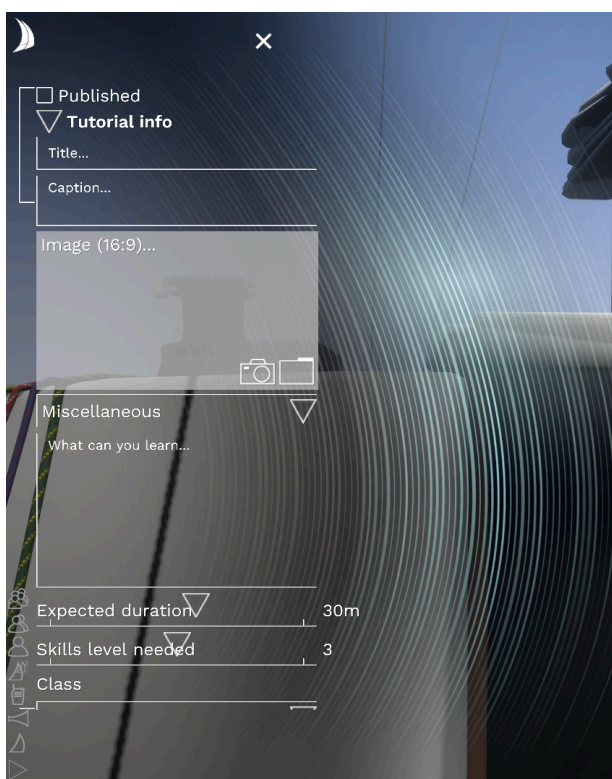 Published
Tutorial info
Title...
Caption...
Image (16:9)...
Miscellaneous
What can you learn...
Expected duration
30m
Skills level needed
3
Class